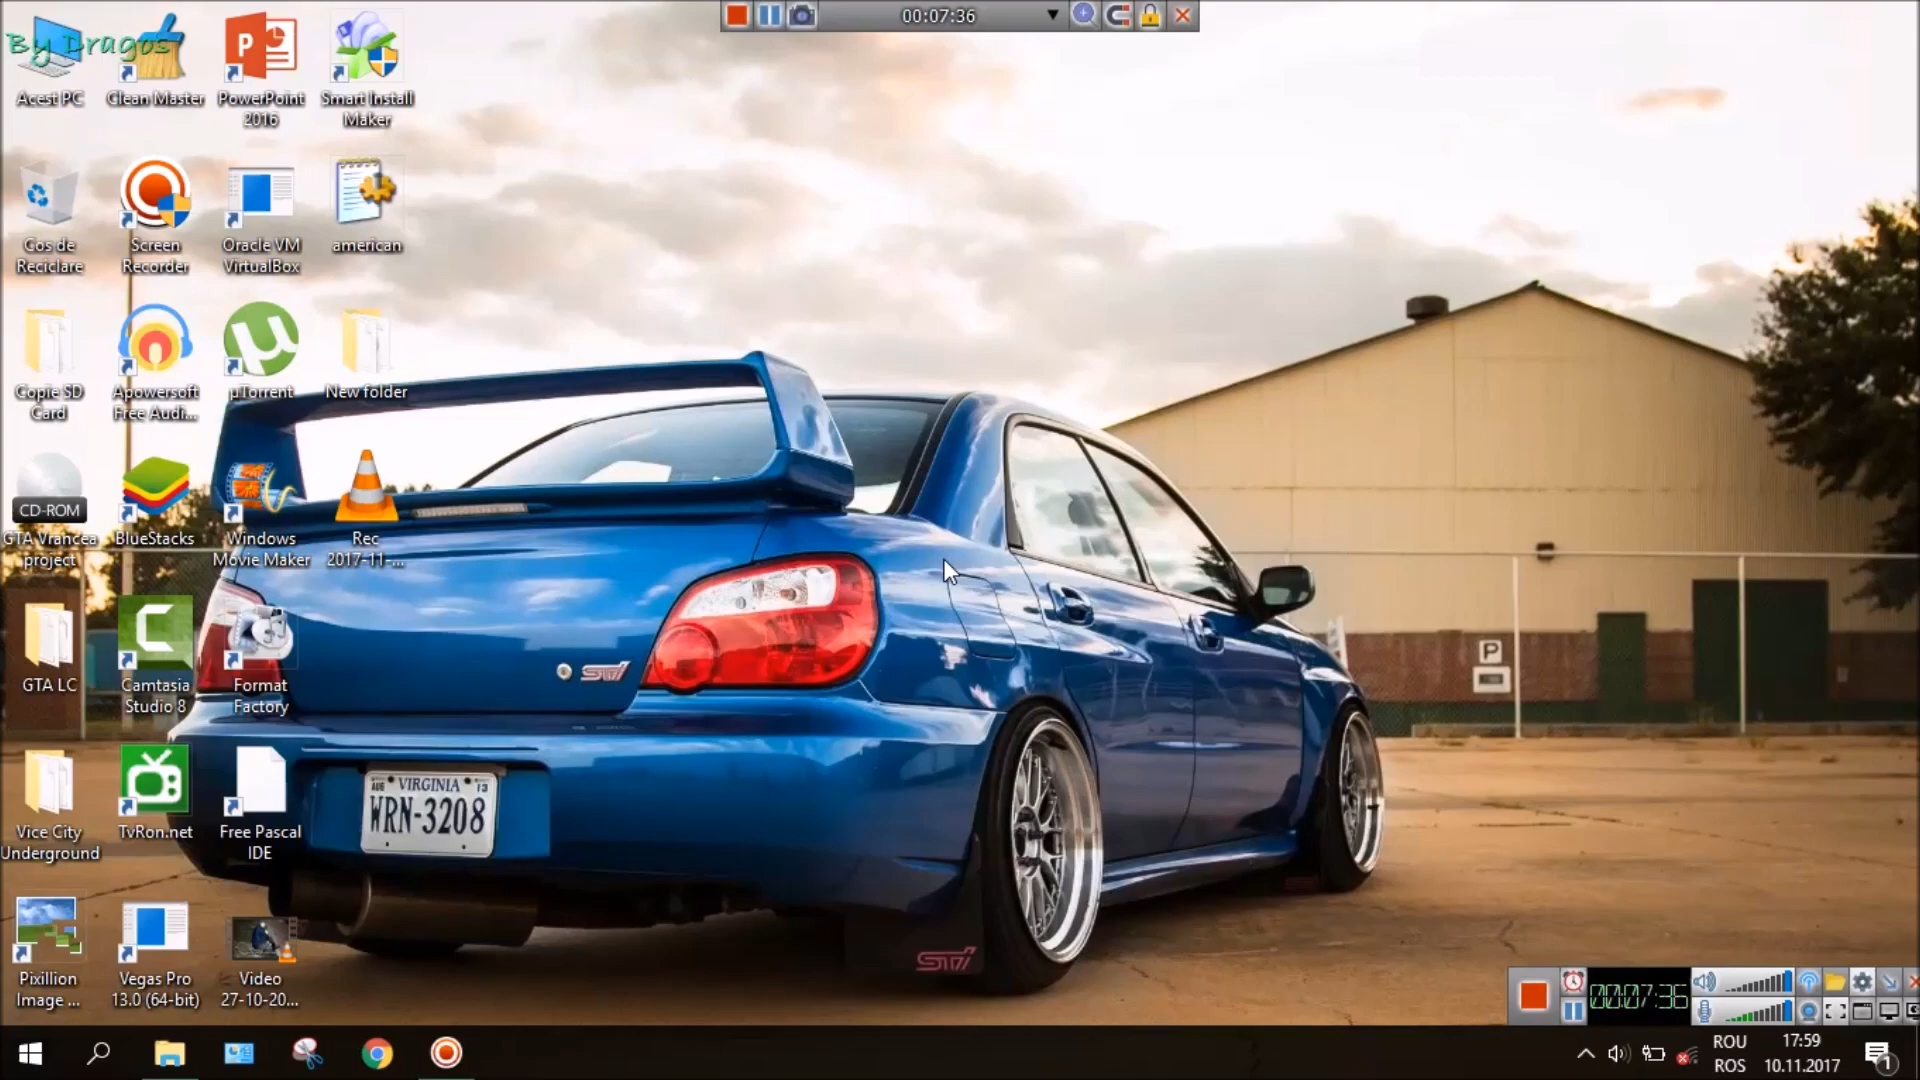 00:07:36
By Dragos
Acest PC
Clean Master
PowerPoint
2016
Smart Install
Maker
Cos de
Reciclare
Screen
Recorder
Oracle VM
VirtualBox
american
Copie SD
Card
Apowersoft
Free Audi...
µTorrent
New folder
CD-ROM
GTA Vrancea
project
BlueStacks
Windows
Movie Maker
Rec
2017-11-...
GTA LC
Camtasia
Studio 8
Format
Factory
STI
P
Vice City
Underground
TvRon.net
Free Pascal
IDE
AUG VIRGINIA 13
WRN-3208
STI
Pixillion
Image ...
Vegas Pro
13.0 (64-bit)
Video
27-10-20...
00:07:36
ROU
ROS
17:59
10.11.2017
1